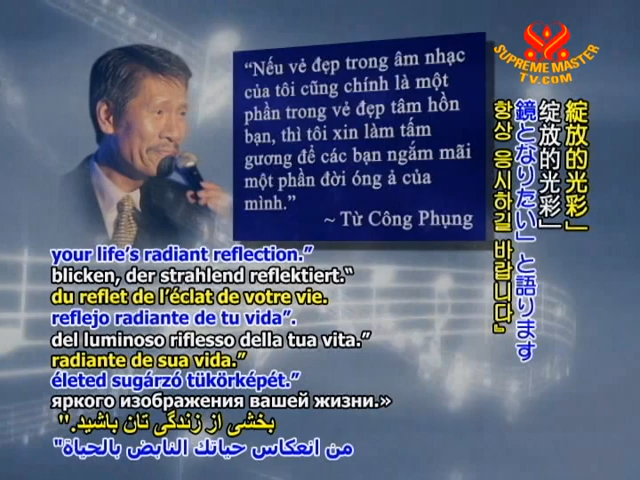 SUPREME MASTER
TV.COM
“Nếu vẻ đẹp trong âm nhạc
của tôi cũng chính là một
phần trong vẻ đẹp tâm hồn
bạn, thì tôi xin làm tấm
gương để các bạn ngắm mãi
một phần đời óng ả của
mình.”
~ Từ Công Phụng
綻放的光彩」
绽放的光彩」
鏡となりたい」と語ります
항상 응시하길 바랍니다』
your life’s radiant reflection.”
blicken, der strahlend reflektiert.“
du reflet de l’éclat de votre vie.
reflejo radiante de tu vida”.
del luminoso riflesso della tua vita.”
radiante de sua vida.”
életed sugárzó tükörképét.”
яркого изображения вашей жизни.»
بخشی از زندگی تان باشید."
من انعكاس حياتك النابض بالحياة"